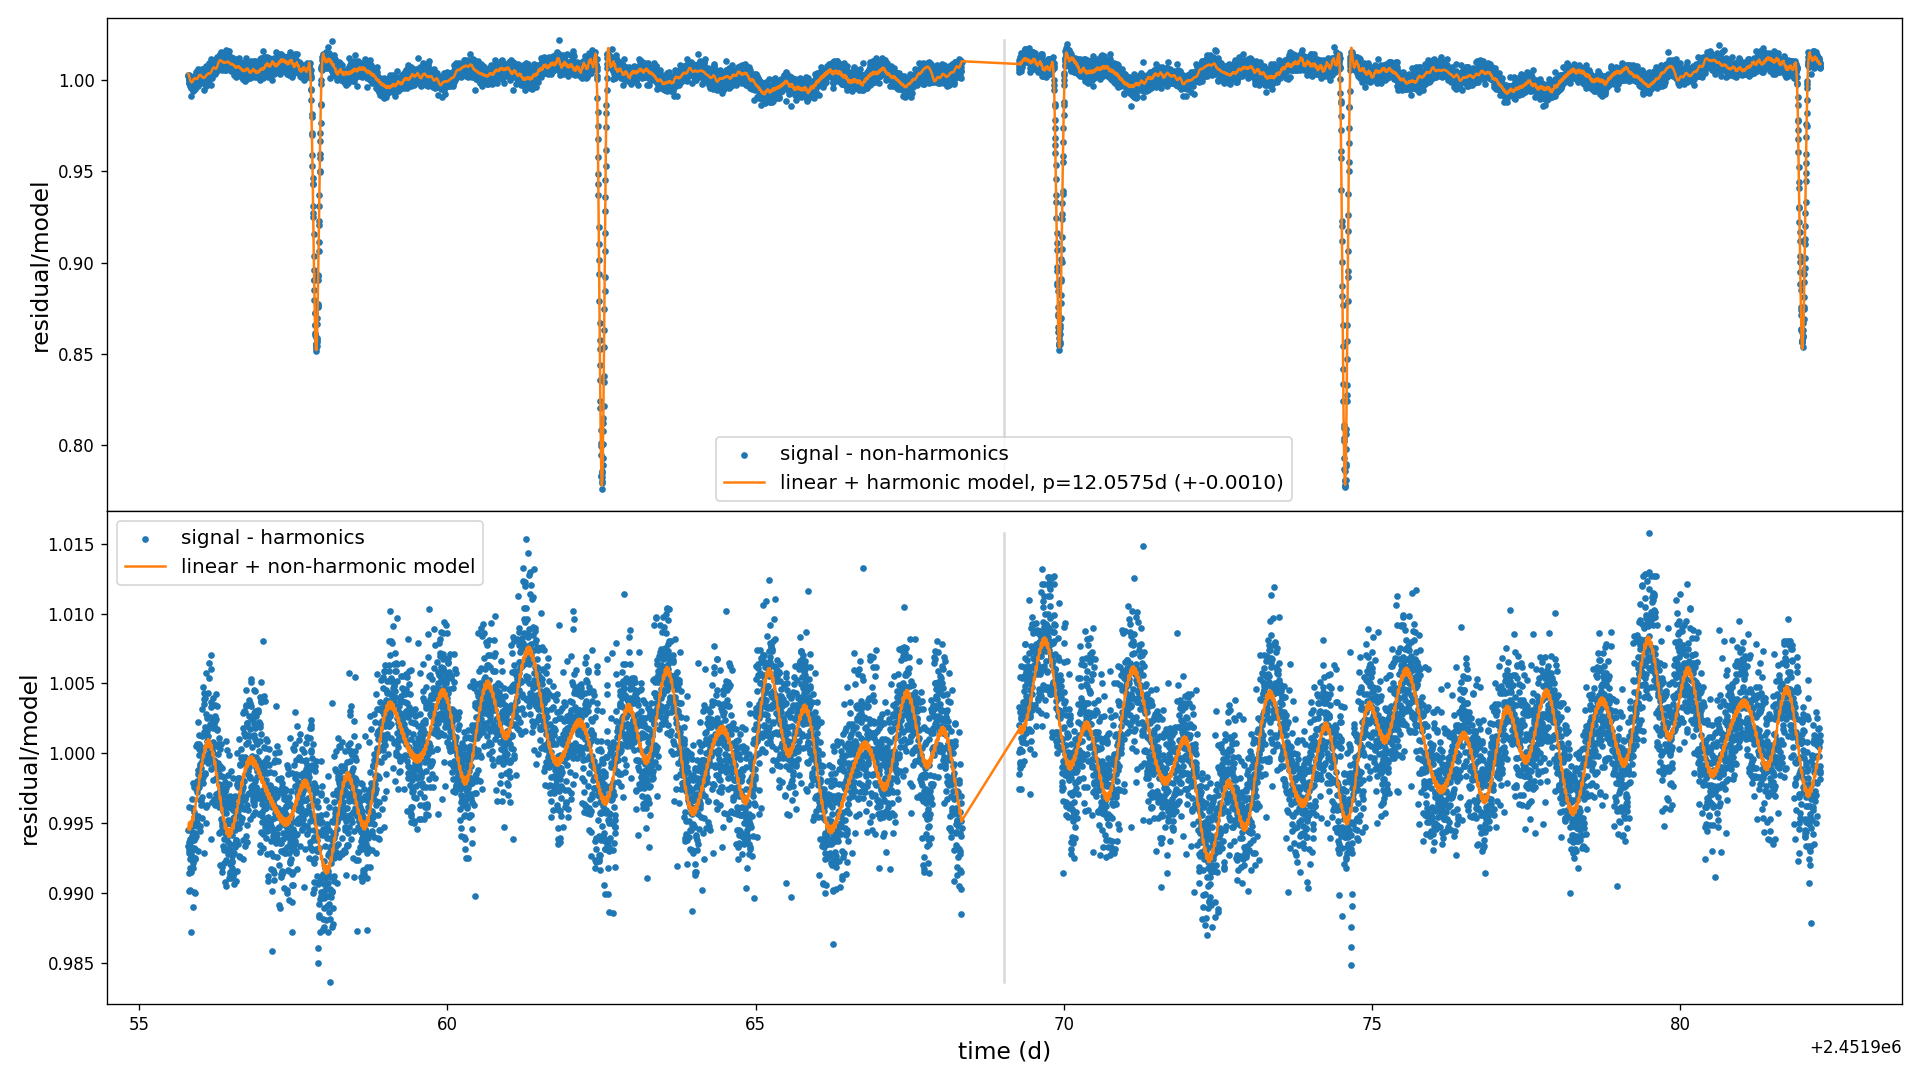 1.00
0.95
0.90
0.85
0.80
residual/model
signal - non-harmonics
linear + harmonic model, p=12.0575d (+-0.0010)
signal - harmonics
linear + non-harmonic model
1.015
1.010
1.005
1.000
0.995
0.990
0.985
residual/model
55
60
65
70
75
80
time (d)
+2.4519e6